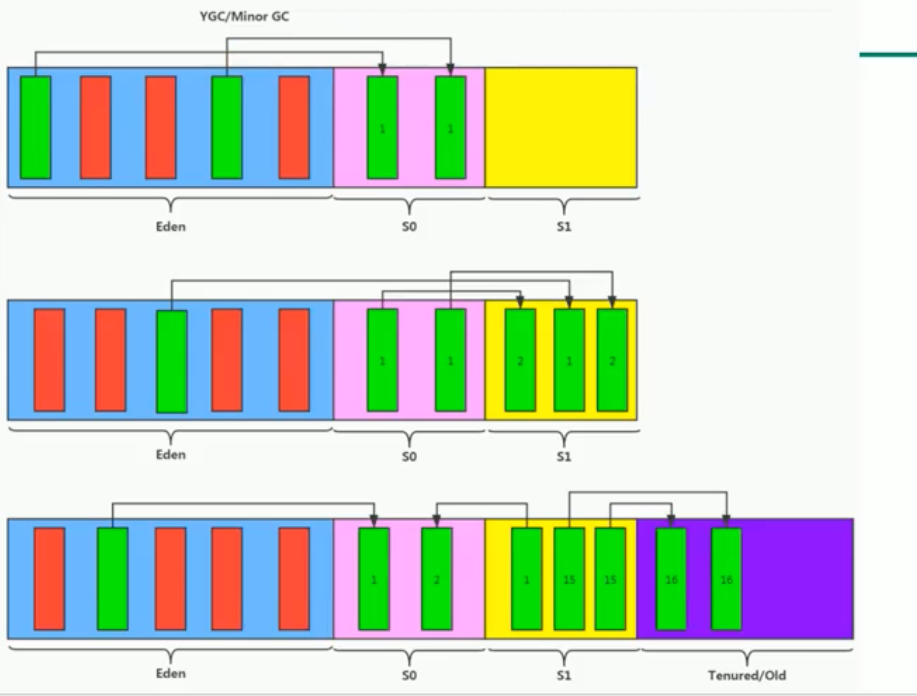 YGC/Minor GC
1 1
Eden S0 S1
1 1 2 1 2
Eden S0 S1
1 2 1 15 15 16 16
Eden S0 S1 Tenured/Old